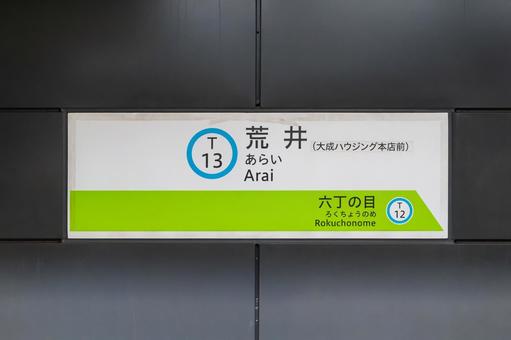 T
13
荒井
(大成ハウジング本店前)
あらい
Arai
六丁の目
ろくちょうのめ
Rokuchonome
T
12